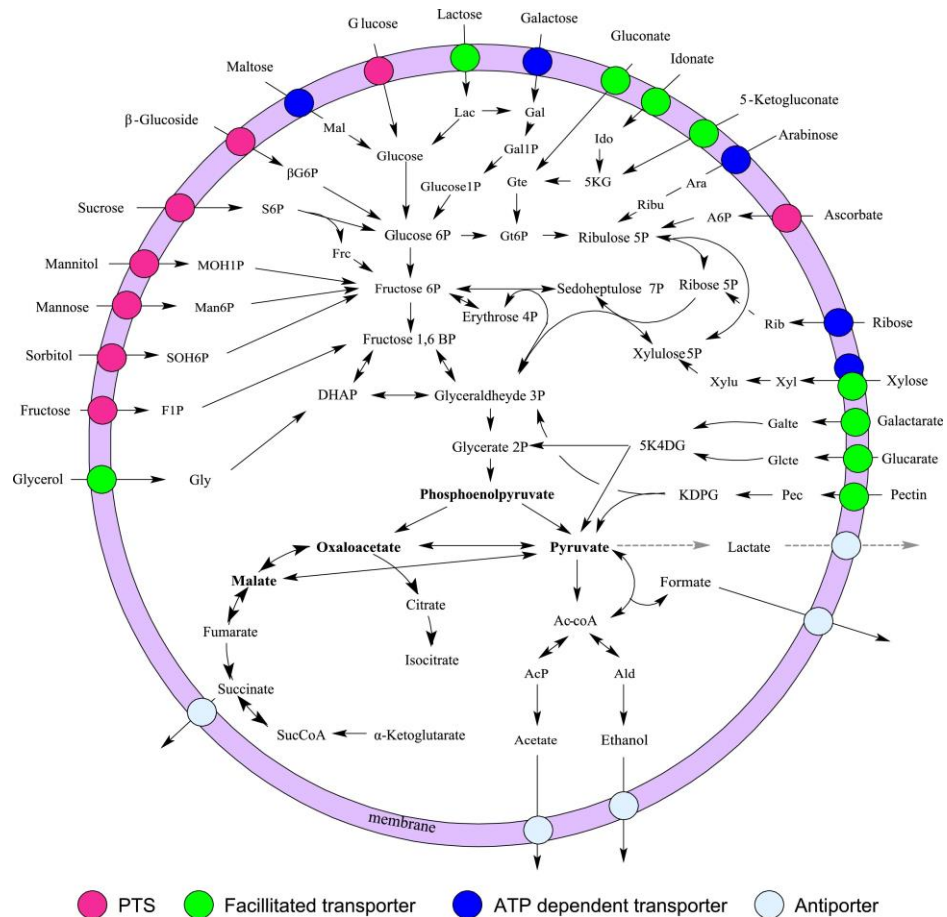 Lactose
Glucose
Galactose
Gluconate
Maltose
Idonate
β-Glucoside
5-Ketogluconate
Arabinose
Mal
Lac
Gal
Ido
Glucose
Gal1P
βG6P
Glucose1P
Gte
5KG
Ara
Ribu
Sucrose
S6P
A6P
Ascorbate
Glucose 6P
Gt6P
Ribulose 5P
Frc
Mannitol
MOH1P
Fructose 6P
Sedoheptulose 7P
Ribose 5P
Mannose
Man6P
Erythrose 4P
Rib
Ribose
Fructose 1,6 BP
Sorbitol
SOH6P
Xylulose5P
Xylu
Xyl
Xylose
DHAP
Glyceraldheyde 3P
Fructose
F1P
Galte
Galactarate
Glycerate 2P
5K4DG
Glcte
Glucarate
Glycerol
Gly
Phosphoenolpyruvate
KDPG
Pec
Pectin
Oxaloacetate
Pyruvate
Lactate
Malate
Formate
Citrate
Ac-coA
Fumarate
Isocitrate
AcP
Ald
Succinate
SucCoA
α-Ketoglutarate
Acetate
Ethanol
membrane
PTS
Facillitated transporter
ATP dependent transporter
Antiporter